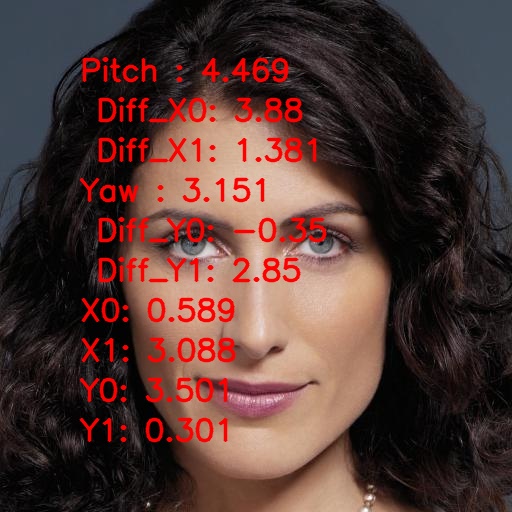 Pitch : 4.469
Diff_X0: 3.88
Diff_X1: 1.381
Yaw : 3.151
Diff_Y0: -0.35
Diff_Y1: 2.85
X0: 0.589
X1: 3.088
Y0: 3.501
Y1: 0.301